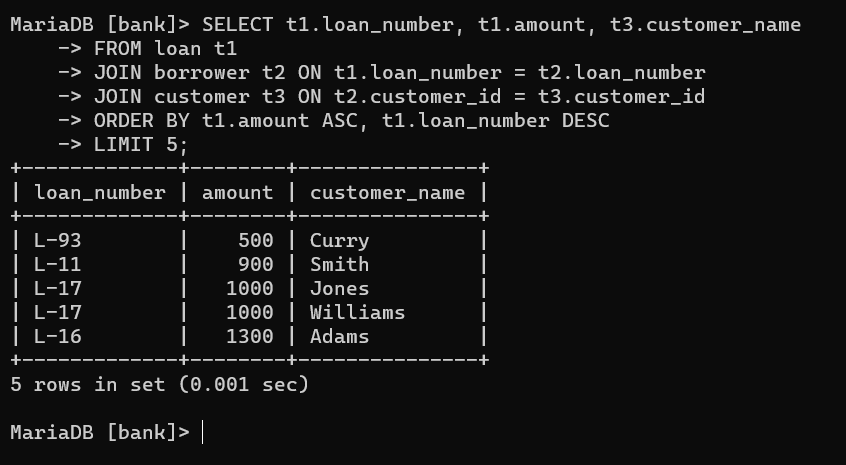 MariaDB [bank]> SELECT t1.loan_number, t1.amount, t3.customer_name
    -> FROM loan t1
    -> JOIN borrower t2 ON t1.loan_number = t2.loan_number
    -> JOIN customer t3 ON t2.customer_id = t3.customer_id
    -> ORDER BY t1.amount ASC, t1.loan_number DESC
    -> LIMIT 5;
+-------------+--------+---------------+
| loan_number | amount | customer_name |
+-------------+--------+---------------+
| L-93        |    500 | Curry         |
| L-11        |    900 | Smith         |
| L-17        |   1000 | Jones         |
| L-17        |   1000 | Williams      |
| L-16        |   1300 | Adams         |
+-------------+--------+---------------+
5 rows in set (0.001 sec)

MariaDB [bank]>